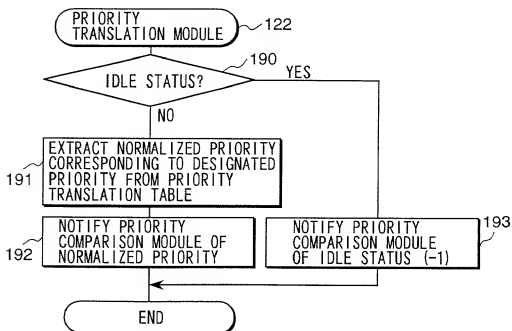 PRIORITY
TRANSLATION MODULE
122
190
IDLE STATUS?
YES
NO
EXTRACT NORMALIZED PRIORITY
CORRESPONDING TO DESIGNATED
PRIORITY FROM PRIORITY
TRANSLATION TABLE
191
NOTIFY PRIORITY
COMPARISON MODULE OF
NORMALIZED PRIORITY
192
NOTIFY PRIORITY
COMPARISON MODULE
OF IDLE STATUS (-1)
193
END